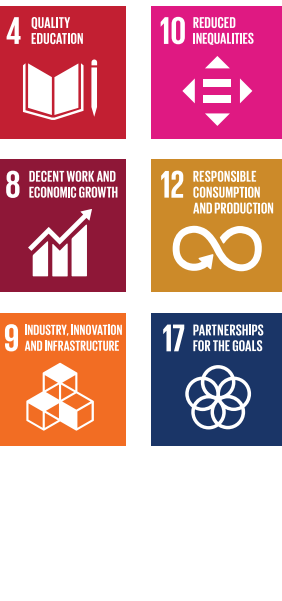 4 QUALITY
EDUCATION
10 REDUCED
INEQUALITIES
8 DECENT WORK AND
ECONOMIC GROWTH
12 RESPONSIBLE
CONSUMPTION
AND PRODUCTION
9 INDUSTRY, INNOVATION
AND INFRASTRUCTURE
17 PARTNERSHIPS
FOR THE GOALS